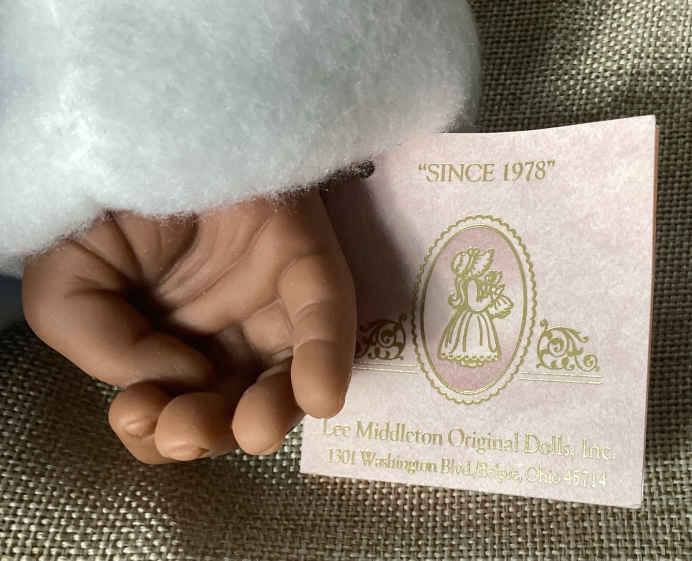 "SINCE 1978"
Lee Middleton Original Dolls, Inc.
1301 Washington Blvd./Belpre, Ohio 45714